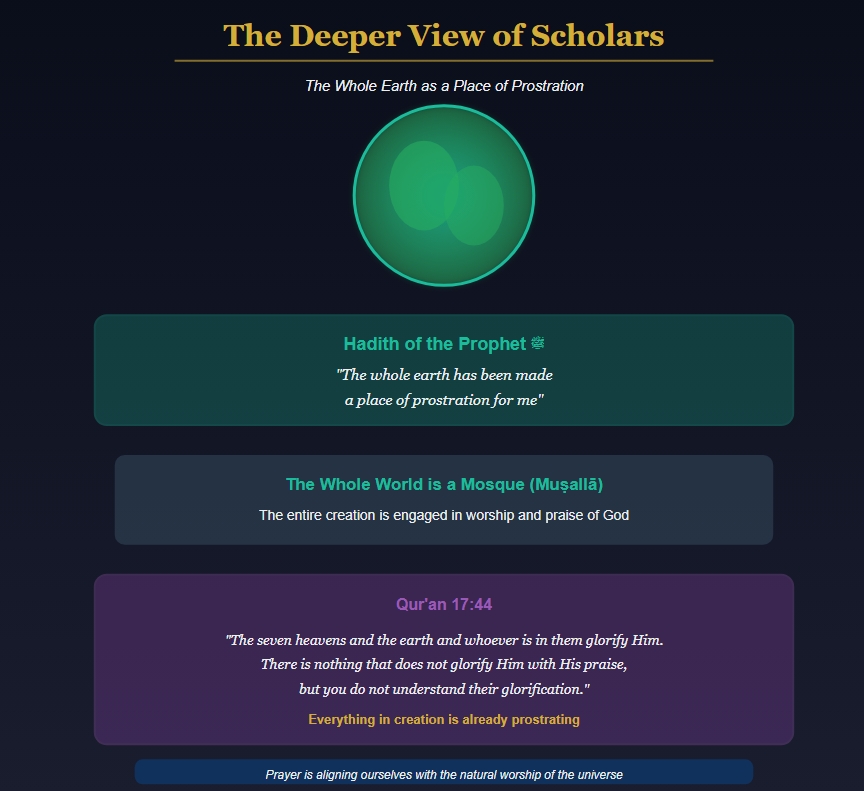 The Deeper View of Scholars
The Whole Earth as a Place of Prostration
Hadith of the Prophet ﷺ
"The whole earth has been made
a place of prostration for me"
The Whole World is a Mosque (Muṣallā)
The entire creation is engaged in worship and praise of God
Qur'an 17:44
"The seven heavens and the earth and whoever is in them glorify Him.
There is nothing that does not glorify Him with His praise,
but you do not understand their glorification."
Everything in creation is already prostrating
Prayer is aligning ourselves with the natural worship of the universe